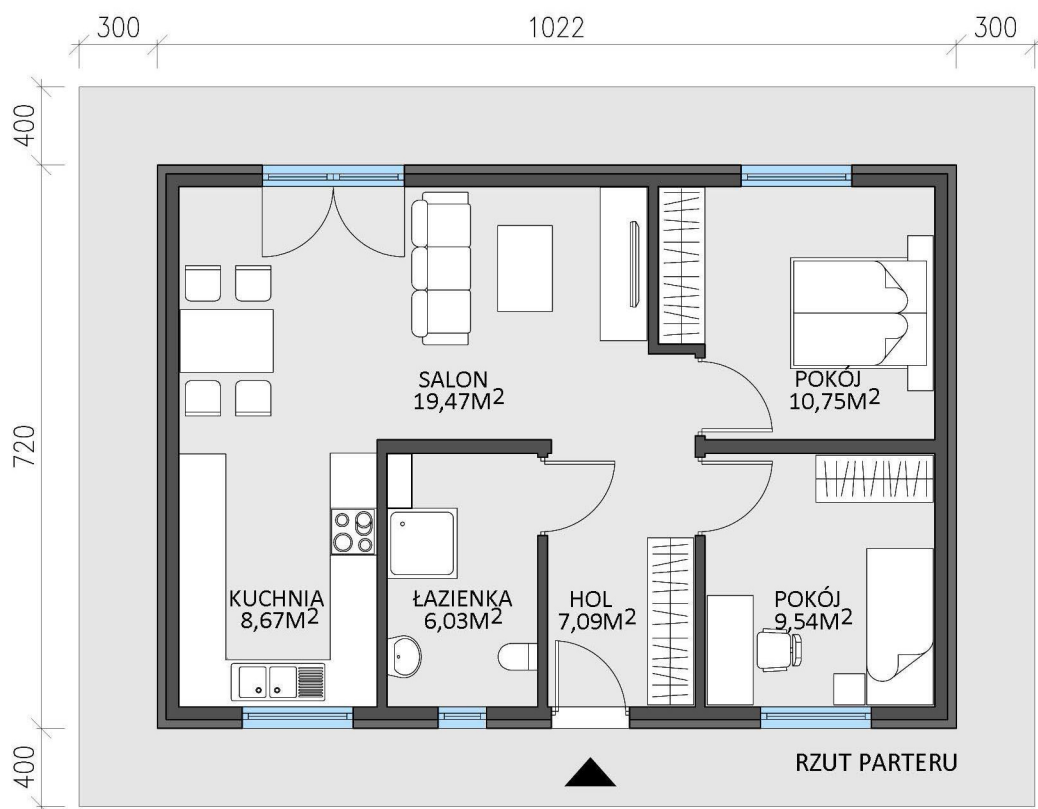 300
1022
300
400
720
400
SALON
19,47M²
POKÓJ
10,75M²
KUCHNIA
8,67M²
ŁAZIENKA
6,03M²
HOL
7,09M²
POKÓJ
9,54M²
RZUT PARTERU